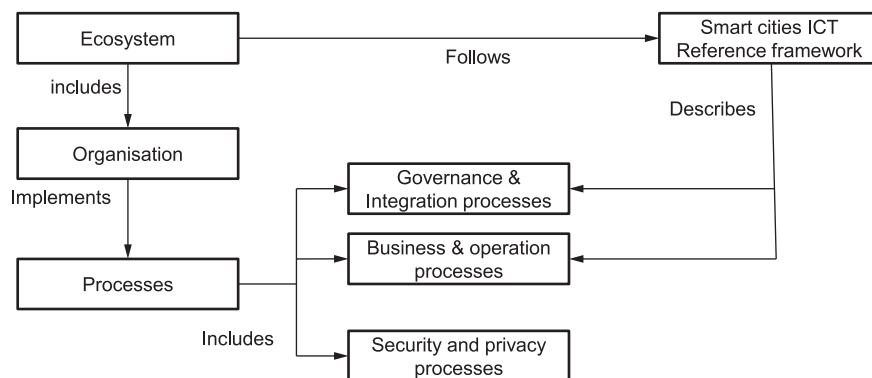 Ecosystem
Smart cities ICT
Reference framework
Follows
includes
Describes
Organisation
Implements
Governance &
Integration processes
Business & operation
processes
Processes
Includes
Security and privacy
processes